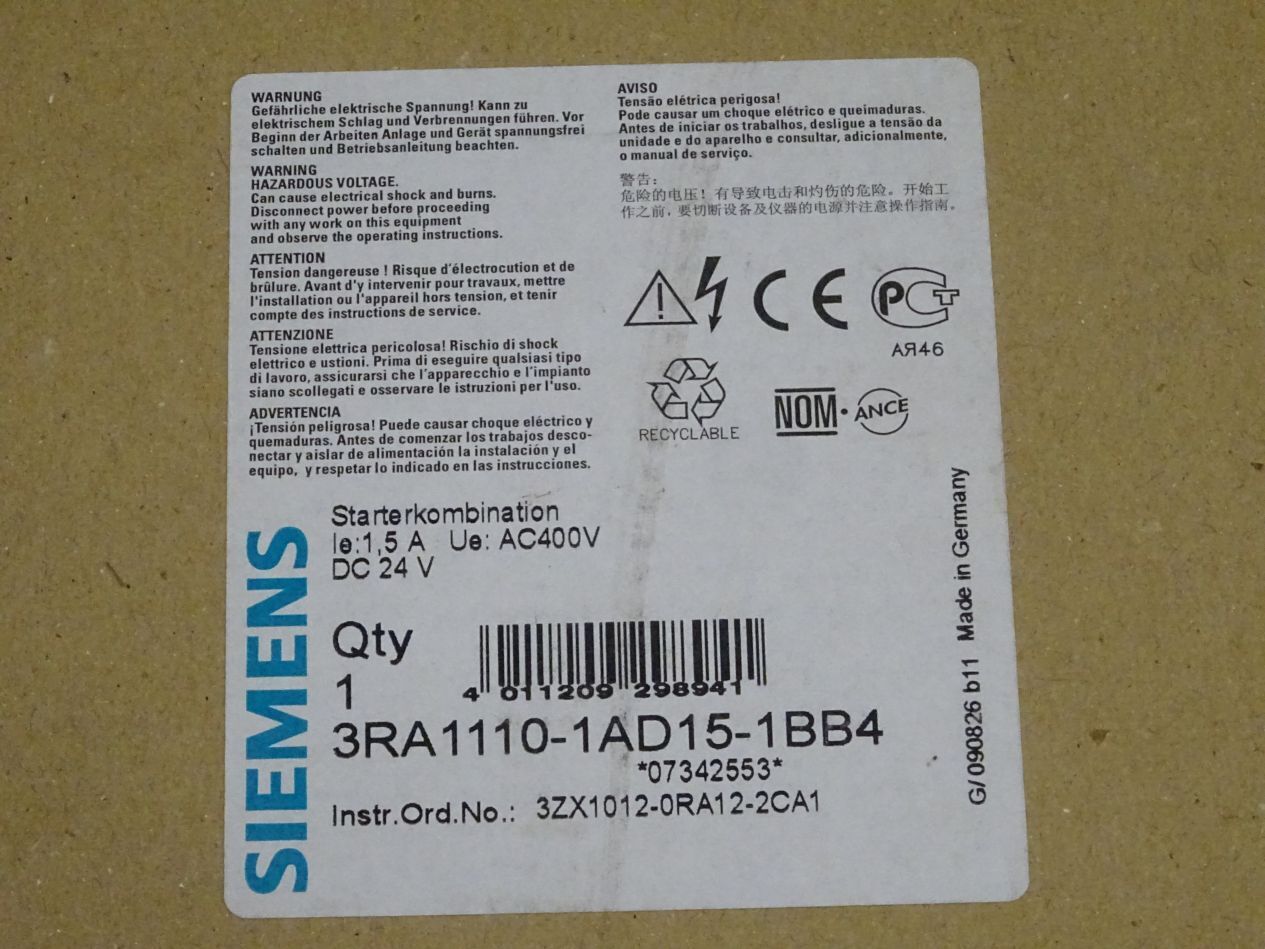 WARNUNG
Gefährliche elektrische Spannung! Kann zu
elektrischem Schlag und Verbrennungen führen. Vor
Beginn der Arbeiten Anlage und Gerät spannungsfrei
schalten und Betriebsanleitung beachten.
WARNING
HAZARDOUS VOLTAGE.
Can cause electrical shock and burns.
Disconnect power before proceeding
with any work on this equipment
and observe the operating instructions.
ATTENTION
Tension dangereuse ! Risque d'électrocution et de
brûlure. Avant d'y intervenir pour travaux, mettre
l'installation ou l'appareil hors tension, et tenir
compte des instructions de service.
ATTENZIONE
Tensione elettrica pericolosa! Rischio di shock
elettrico e ustioni. Prima di eseguire qualsiasi tipo
di lavoro, assicurarsi che l'apparecchio e l'impianto
siano scollegati e osservare le istruzioni per l'uso.
ADVERTENCIA
¡Tensión peligrosa! Puede causar choque eléctrico y
quemaduras. Antes de comenzar los trabajos desco-
nectar y aislar de alimentación la instalación y el
equipo, y respetar lo indicado en las instrucciones.
AVISO
Tensão elétrica perigosa!
Pode causar um choque elétrico e queimaduras.
Antes de iniciar os trabalhos, desligue a tensão da
unidade e do aparelho e consultar, adicionalmente,
o manual de serviço.
警告:
危险的电压! 有导致电击和灼伤的危险。开始工
作之前, 要切断设备及仪器的电源并注意操作指南。
CE
РСТ
АЯ46
RECYCLABLE
NOM · ANCE
SIEMENS
Starterkombination
Ie:1,5 A Ue: AC400V
DC 24 V
Qty
1
4 011209 298941
3RA1110-1AD15-1BB4
*07342553*
Instr.Ord.No.: 3ZX1012-0RA12-2CA1
G/090826 b11 Made in Germany